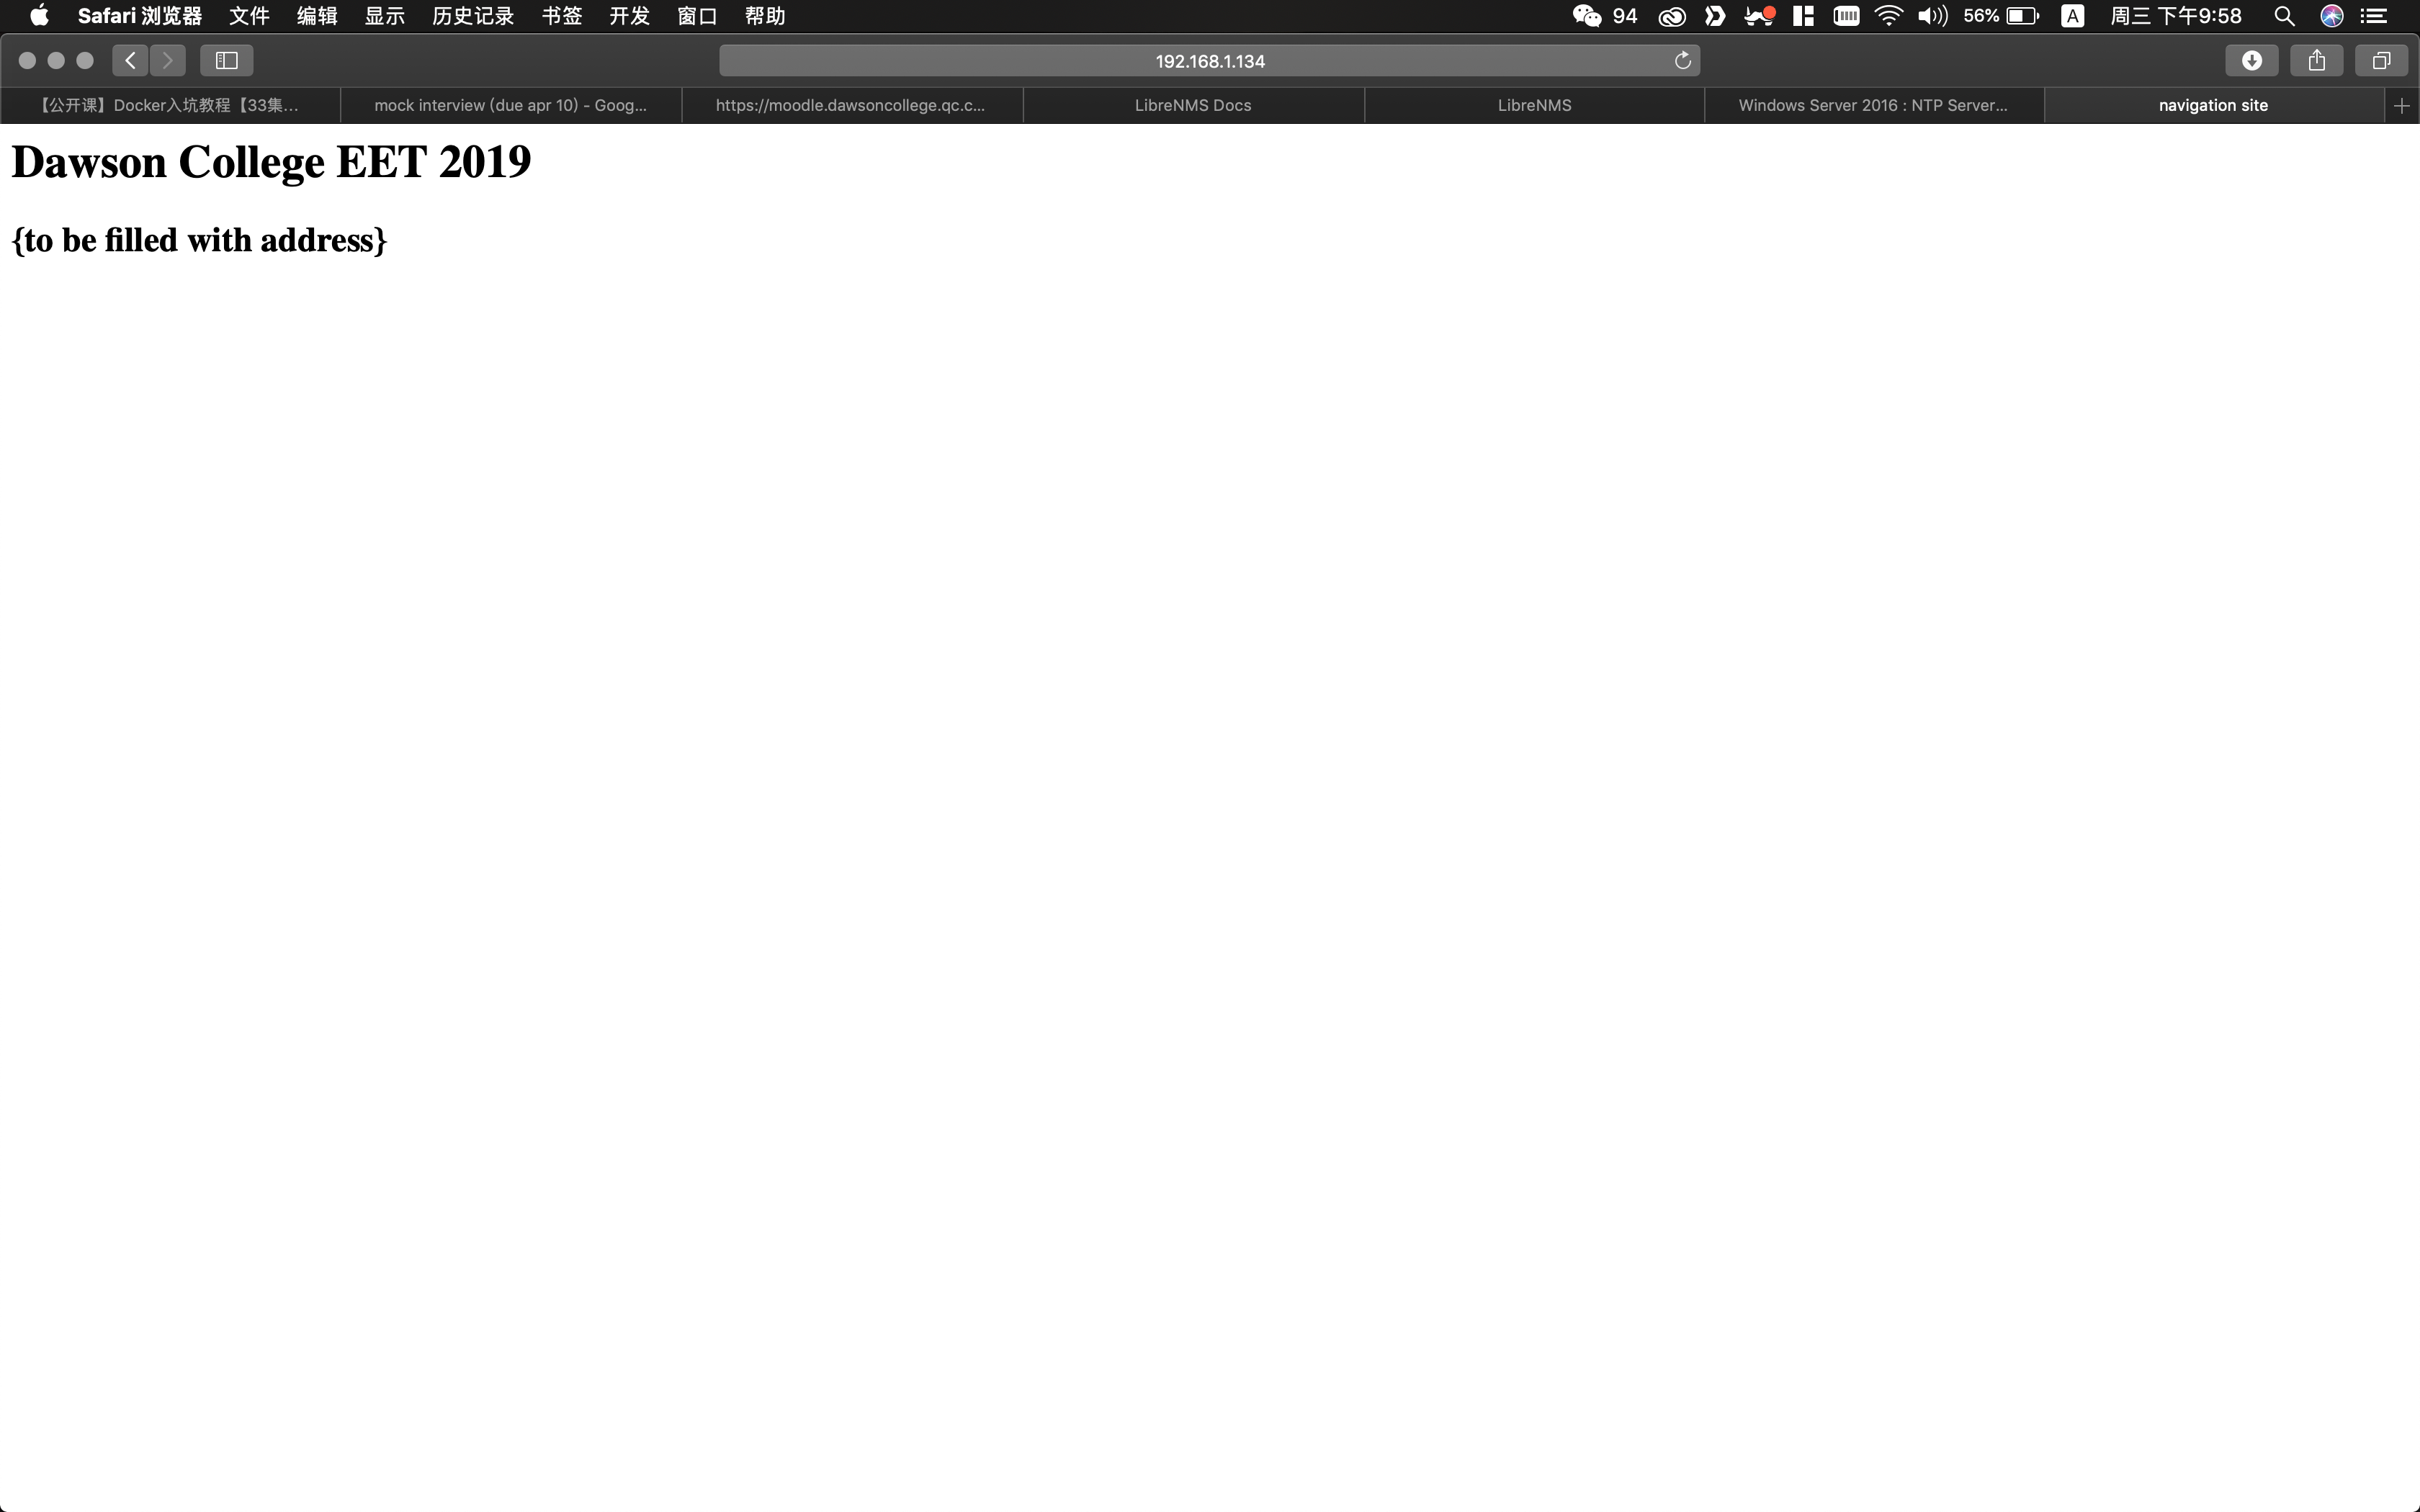 Safari 浏览器 文件 编辑 显示 历史记录 书签 开发 窗口 帮助 94 56% A 周三 下午9:58
192.168.1.134
【公开课】Docker入坑教程【33集... mock interview (due apr 10) - Goog... https://moodle.dawsoncollege.qc.c... LibreNMS Docs LibreNMS Windows Server 2016 : NTP Server... navigation site
Dawson College EET 2019
{to be filled with address}